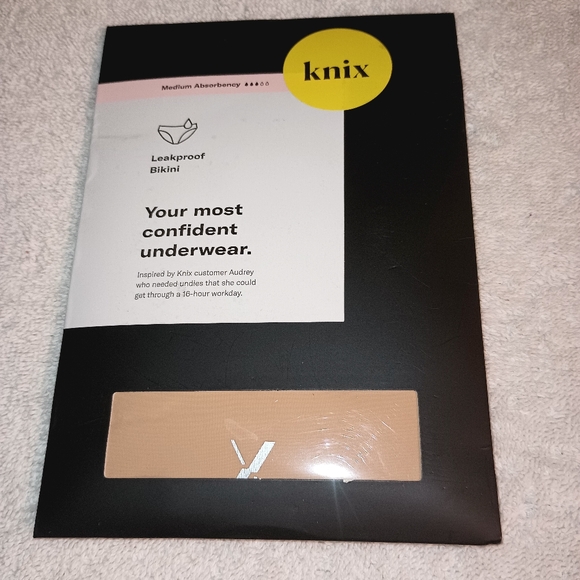 knix
Medium Absorbency
Leakproof
Bikini
Your most
confident
underwear.
Inspired by Knix customer Audrey
who needed undies that she could
get through a 16-hour workday.